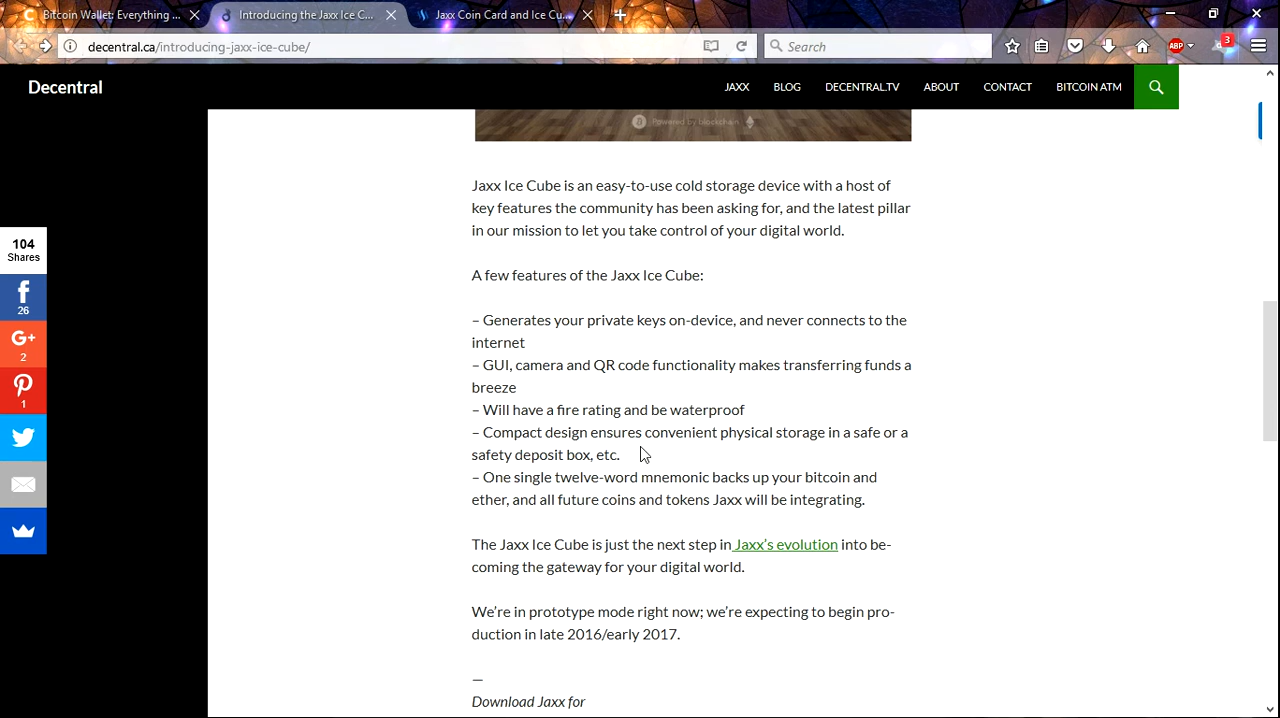 Bitcoin Wallet: Everything ...
Introducing the Jaxx Ice C...
Jaxx Coin Card and Ice Cu...
decentral.ca/introducing-jaxx-ice-cube/
Search
ABP
3
Decentral
JAXX BLOG DECENTRAL.TV ABOUT CONTACT BITCOIN ATM
Powered by blockchain
Jaxx Ice Cube is an easy-to-use cold storage device with a host of
key features the community has been asking for, and the latest pillar
in our mission to let you take control of your digital world.
A few features of the Jaxx Ice Cube:
– Generates your private keys on-device, and never connects to the
internet
– GUI, camera and QR code functionality makes transferring funds a
breeze
– Will have a fire rating and be waterproof
– Compact design ensures convenient physical storage in a safe or a
safety deposit box, etc.
– One single twelve-word mnemonic backs up your bitcoin and
ether, and all future coins and tokens Jaxx will be integrating.
The Jaxx Ice Cube is just the next step in Jaxx’s evolution into be-
coming the gateway for your digital world.
We’re in prototype mode right now; we’re expecting to begin pro-
duction in late 2016/early 2017.
—
Download Jaxx for
104
Shares
26
G+
2
1